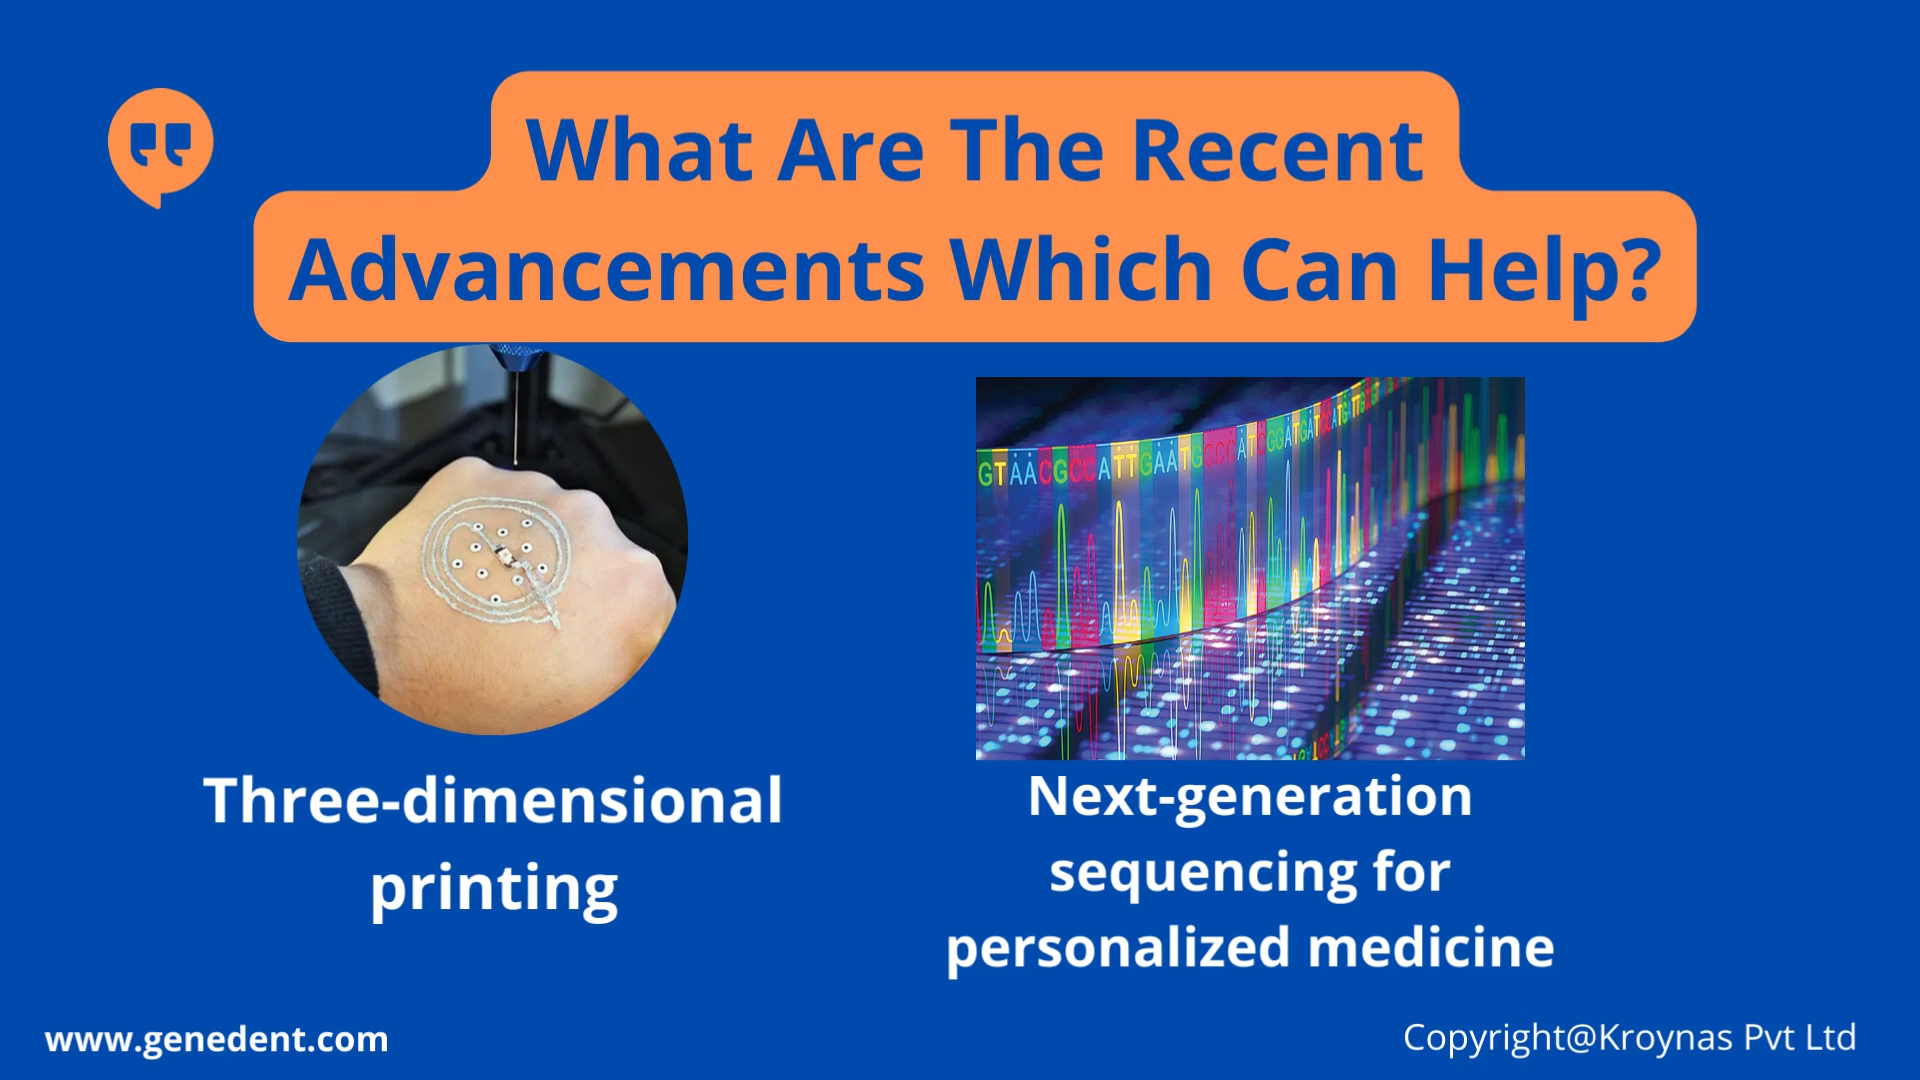 What Are The Recent
Advancements Which Can Help?
GTAACGCCATTGAATGCCCATCGGATGAT
Three-dimensional
printing
Next-generation
sequencing for
personalized medicine
www.genedent.com
Copyright@Kroynas Pvt Ltd